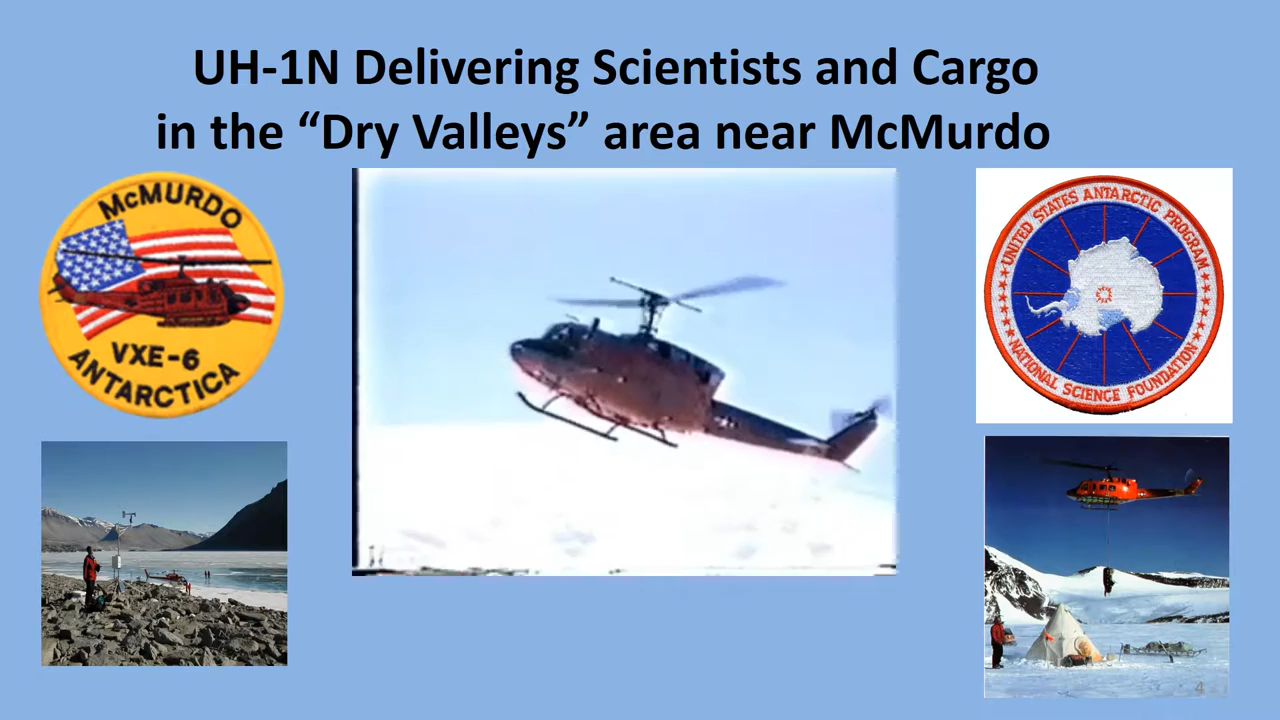 UH-1N Delivering Scientists and Cargo
in the “Dry Valleys” area near McMurdo
McMURDO
VXE-6
ANTARCTICA
UNITED STATES ANTARCTIC PROGRAM
NATIONAL SCIENCE FOUNDATION
4